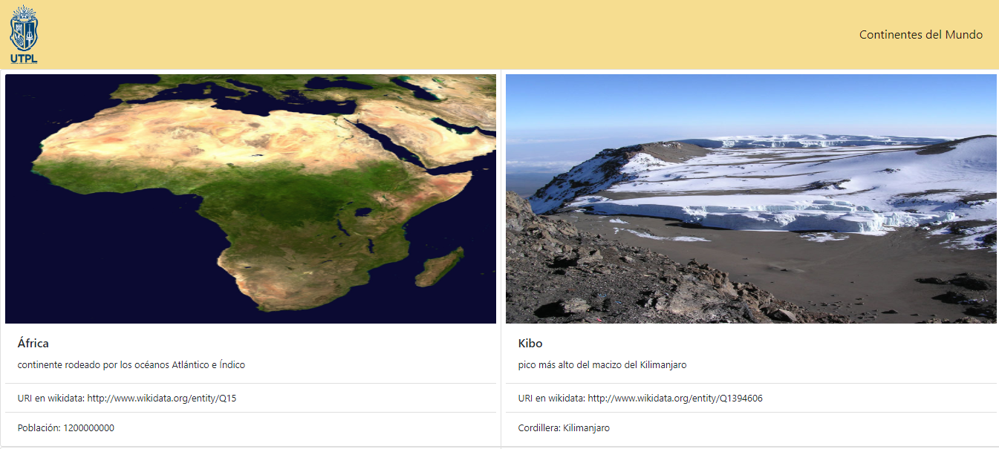 UTPL
Continentes del Mundo
África
continente rodeado por los océanos Atlántico e Índico
URI en wikidata: http://www.wikidata.org/entity/Q15
Población: 1200000000
Kibo
pico más alto del macizo del Kilimanjaro
URI en wikidata: http://www.wikidata.org/entity/Q1394606
Cordillera: Kilimanjaro